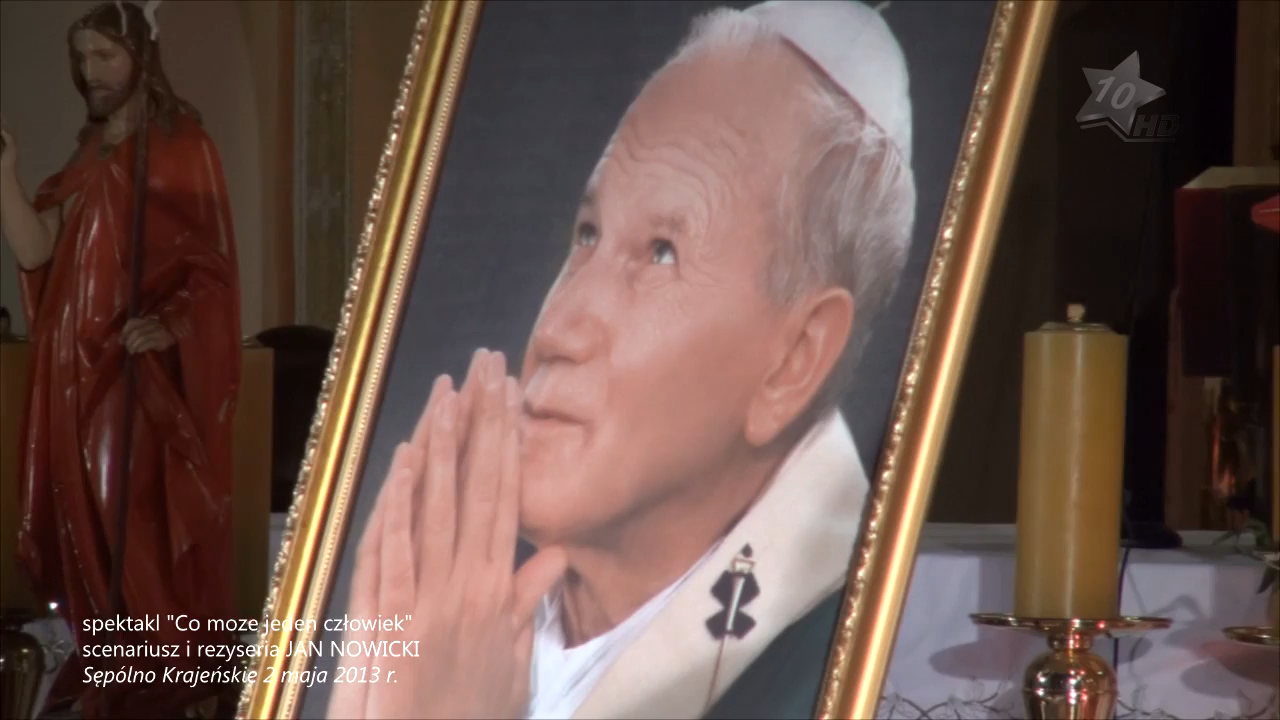 10
HD
spektakl "Co moze jeden człowiek"
scenariusz i rezyseria JAN NOWICKI
Sępólno Krajeńskie 2 maja 2013 r.